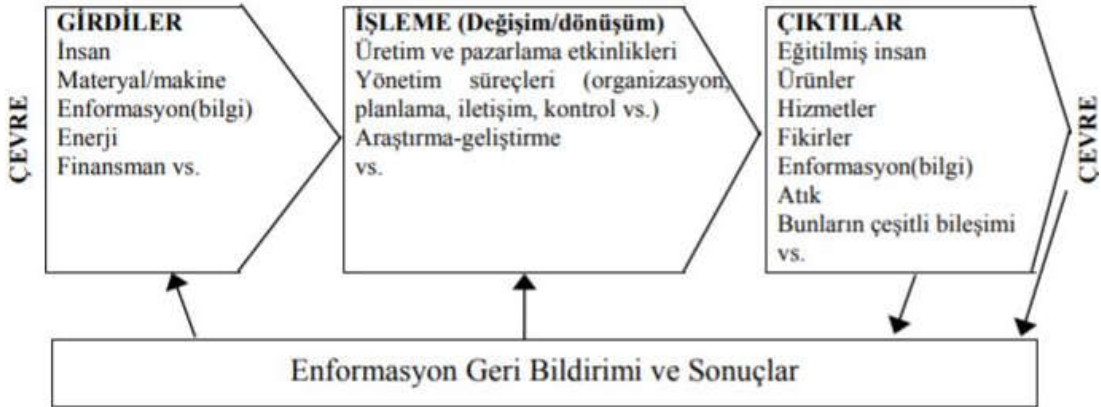 ÇEVRE
GİRDİLER
İnsan
Materyal/makine
Enformasyon(bilgi)
Enerji
Finansman vs.
İŞLEME (Değişim/dönüşüm)
Üretim ve pazarlama etkinlikleri
Yönetim süreçleri (organizasyon,
planlama, iletişim, kontrol vs.)
Araştırma-geliştirme
vs.
ÇIKTILAR
Eğitilmiş insan
Ürünler
Hizmetler
Fikirler
Enformasyon(bilgi)
Atık
Bunların çeşitli bileşimi
vs.
ÇEVRE
Enformasyon Geri Bildirimi ve Sonuçlar